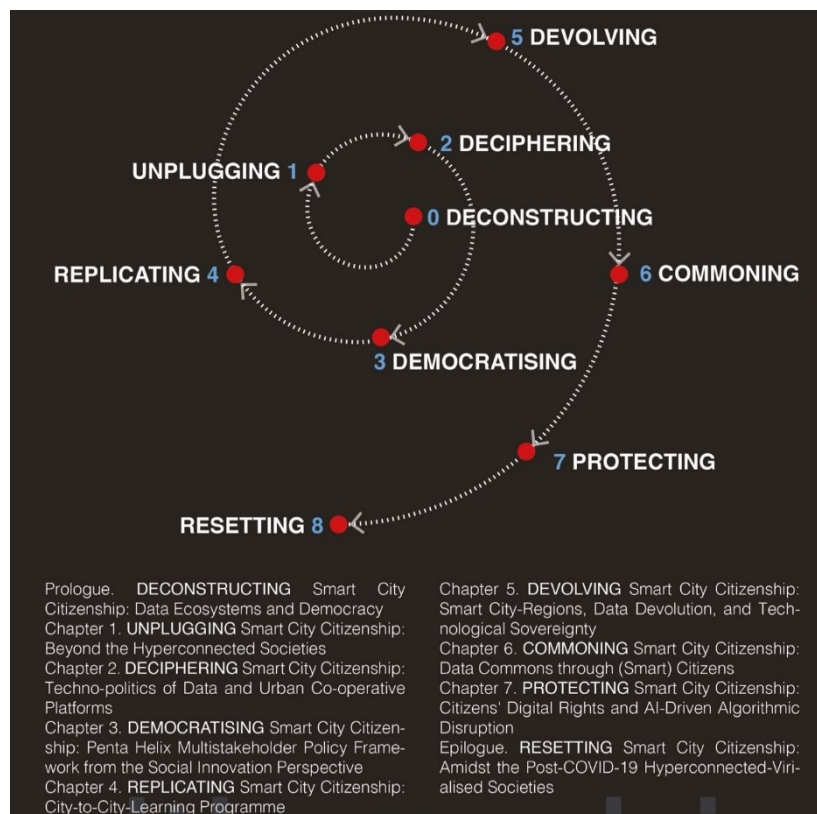 5 DEVOLVING
2 DECIPHERING
UNPLUGGING 1
0 DECONSTRUCTING
REPLICATING 4
6 COMMONING
3 DEMOCRATISING
7 PROTECTING
RESETTING 8
Prologue. DECONSTRUCTING Smart City
Citizenship: Data Ecosystems and Democracy
Chapter 1. UNPLUGGING Smart City Citizenship:
Beyond the Hyperconnected Societies
Chapter 2. DECIPHERING Smart City Citizenship:
Techno-politics of Data and Urban Co-operative
Platforms
Chapter 3. DEMOCRATISING Smart City Citizen-
ship: Penta Helix Multistakeholder Policy Frame-
work from the Social Innovation Perspective
Chapter 4. REPLICATING Smart City Citizenship:
City-to-City-Learning Programme
Chapter 5. DEVOLVING Smart City Citizenship:
Smart City-Regions, Data Devolution, and Tech-
nological Sovereignty
Chapter 6. COMMONING Smart City Citizenship:
Data Commons through (Smart) Citizens
Chapter 7. PROTECTING Smart City Citizenship:
Citizens' Digital Rights and AI-Driven Algorithmic
Disruption
Epilogue. RESETTING Smart City Citizenship:
Amidst the Post-COVID-19 Hyperconnected-Viri-
alised Societies